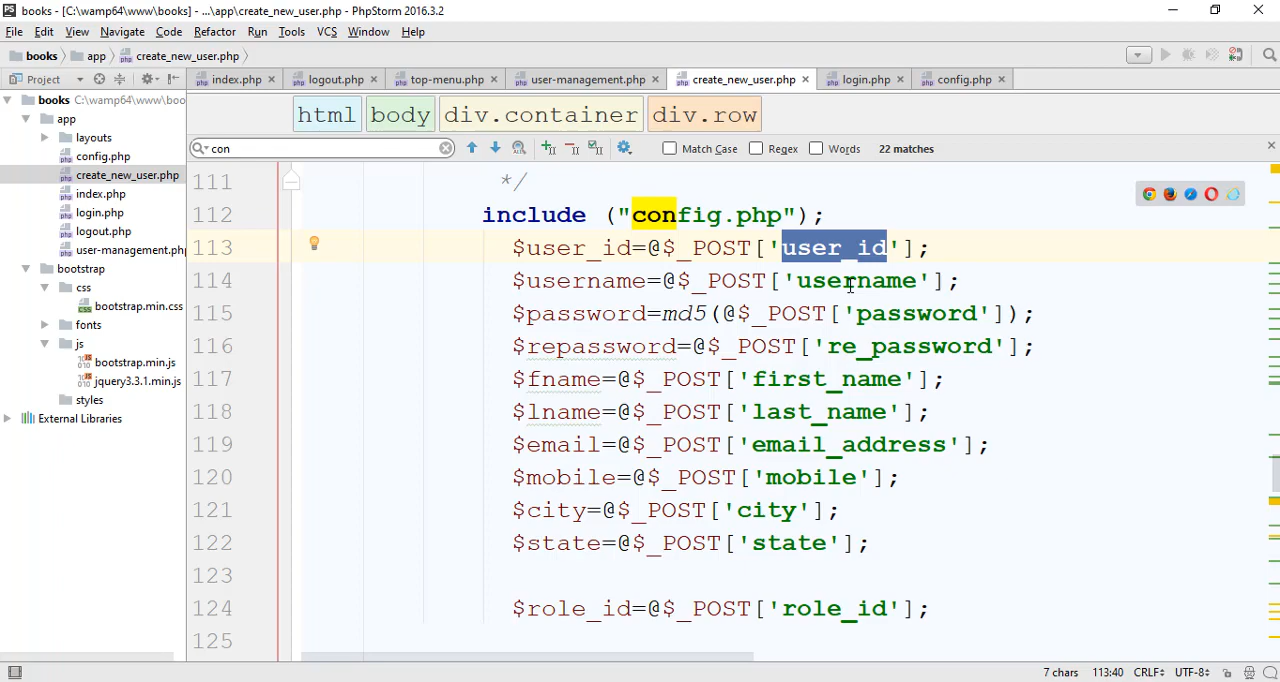 books - [C:\wamp64\www\books] - ...\app\create_new_user.php - PhpStorm 2016.3.2
File Edit View Navigate Code Refactor Run Tools VCS Window Help
books app create_new_user.php
Project index.php logout.php top-menu.php user-management.php create_new_user.php login.php config.php
books C:\wamp64\www\boo
app
layouts
config.php
create_new_user.php
index.php
login.php
logout.php
user-management.php
bootstrap
css
bootstrap.min.css
fonts
js
bootstrap.min.js
jquery3.3.1.min.js
styles
External Libraries
html body div.container div.row
con Match Case Regex Words 22 matches
111 */
112 include ("config.php");
113 $user_id=@$_POST['user_id'];
114 $username=@$_POST['username'];
115 $password=md5(@$_POST['password']);
116 $repassword=@$_POST['re_password'];
117 $fname=@$_POST['first_name'];
118 $lname=@$_POST['last_name'];
119 $email=@$_POST['email_address'];
120 $mobile=@$_POST['mobile'];
121 $city=@$_POST['city'];
122 $state=@$_POST['state'];
123
124 $role_id=@$_POST['role_id'];
125
7 chars 113:40 CRLF UTF-8